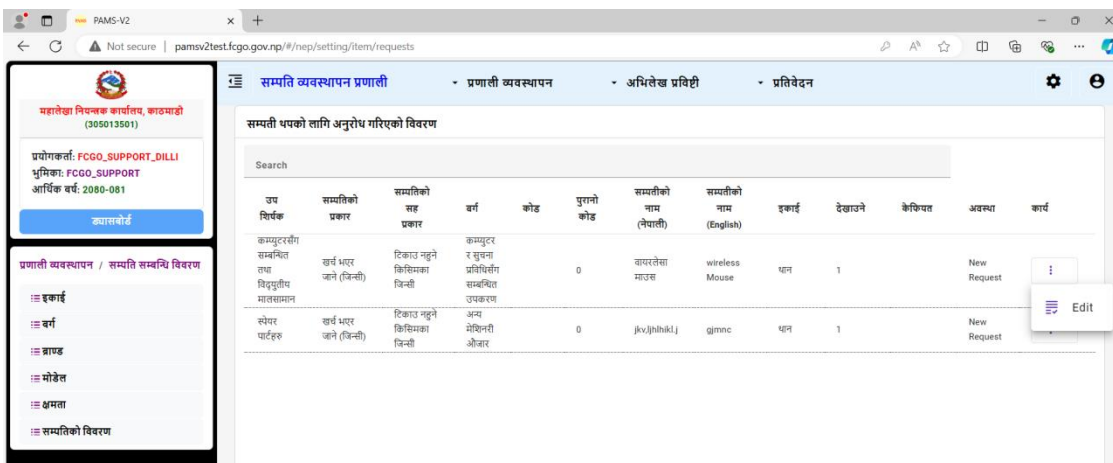 PAMS-V2
Not secure | pamsv2test.fcgo.gov.np/#/nep/setting/item/requests
महालेखा नियन्त्रक कार्यालय, काठमाडौ
(305013501)
प्रयोगकर्ता: FCGO_SUPPORT_DILLI
भुमिका: FCGO_SUPPORT
आर्थिक वर्ष: 2080-081
ड्यासबोर्ड
प्रणाली व्यवस्थापन / सम्पति सम्बन्धि विवरण
इकाई
वर्ग
ब्राण्ड
मोडेल
क्षमता
सम्पतिको विवरण
सम्पति व्यवस्थापन प्रणाली
प्रणाली व्यवस्थापन
अभिलेख प्रविष्टी
प्रतिवेदन
सम्पती थपको लागि अनुरोध गरिएको विवरण
Search
उप शिर्षक
सम्पतिको प्रकार
सम्पतिको सह प्रकार
वर्ग
कोड
पुरानो कोड
सम्पतीको नाम (नेपाली)
सम्पतीको नाम (English)
इकाई
देखाउने
केफियत
अवस्था
कार्य
कम्प्युटरसँग सम्बन्धित तथा विद्युतीय मालसामान
खर्च भएर जाने (जिन्सी)
टिकाउ नहुने किसिमका जिन्सी
कम्प्युटर र सुचना प्रविधिसँग सम्बन्धित उपकरण
0
वायरलेसा माउस
wireless Mouse
थान
1
New Request
Edit
स्पेयर पार्टहरु
खर्च भएर जाने (जिन्सी)
टिकाउ नहुने किसिमका जिन्सी
अन्य मेशिनरी औजार
0
jkv,ljhlhikl.j
gjmnc
थान
1
New Request